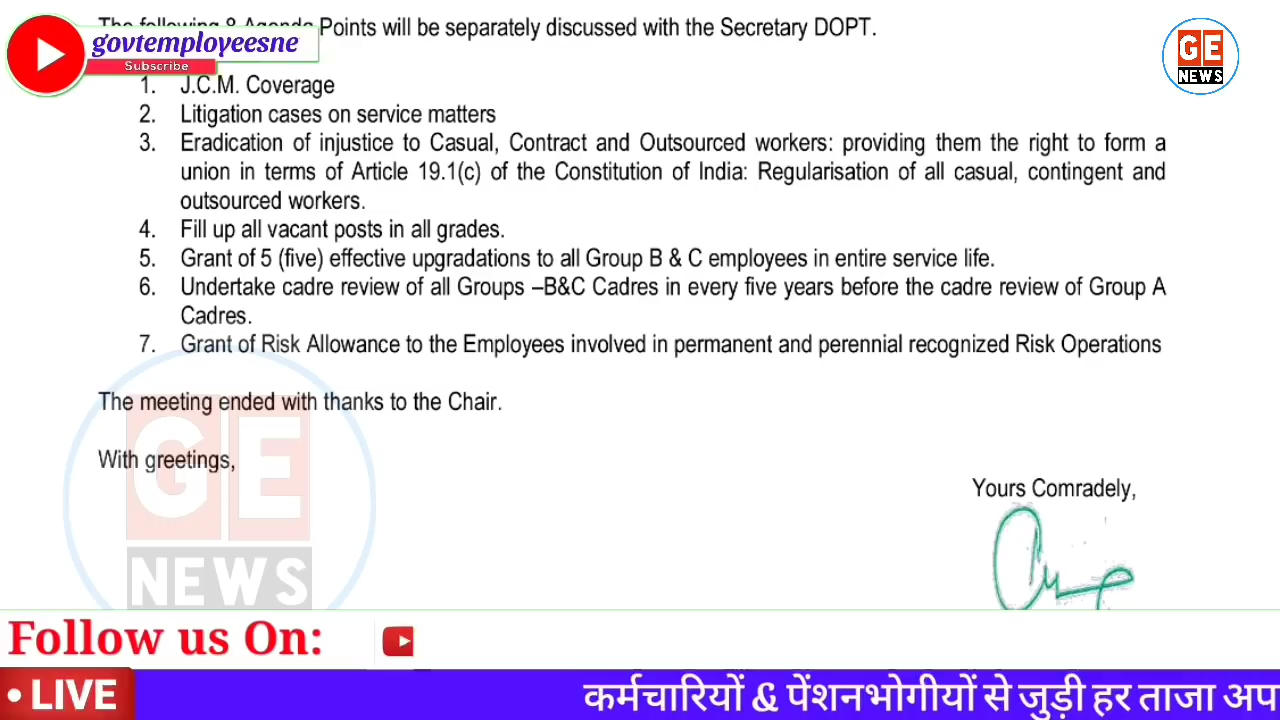 The following 8 Agenda Points will be separately discussed with the Secretary DOPT.
govtemployeesne
Subscribe
GE
NEWS
1. J.C.M. Coverage
2. Litigation cases on service matters
3. Eradication of injustice to Casual, Contract and Outsourced workers: providing them the right to form a
union in terms of Article 19.1(c) of the Constitution of India: Regularisation of all casual, contingent and
outsourced workers.
4. Fill up all vacant posts in all grades.
5. Grant of 5 (five) effective upgradations to all Group B & C employees in entire service life.
6. Undertake cadre review of all Groups –B&C Cadres in every five years before the cadre review of Group A
Cadres.
7. Grant of Risk Allowance to the Employees involved in permanent and perennial recognized Risk Operations
The meeting ended with thanks to the Chair.
With greetings,
Yours Comradely,
GE
NEWS
Follow us On:
• LIVE
कर्मचारियों & पेंशनभोगीयों से जुड़ी हर ताजा अप